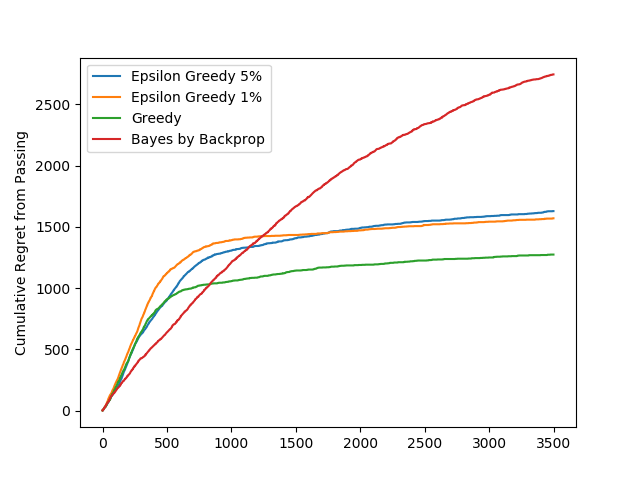 Epsilon Greedy 5%
Epsilon Greedy 1%
Greedy
Bayes by Backprop
Cumulative Regret from Passing
2500
2000
1500
1000
500
0
0 500 1000 1500 2000 2500 3000 3500